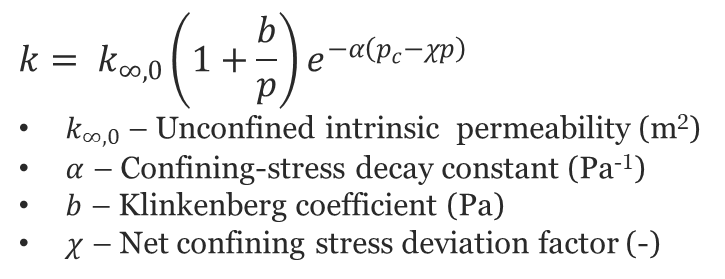 k = k∞,0 (1 + b/p) e^−α(p_c−χp)
• k∞,0 – Unconfined intrinsic permeability (m²)
• α – Confining-stress decay constant (Pa⁻¹)
• b – Klinkenberg coefficient (Pa)
• χ – Net confining stress deviation factor (-)